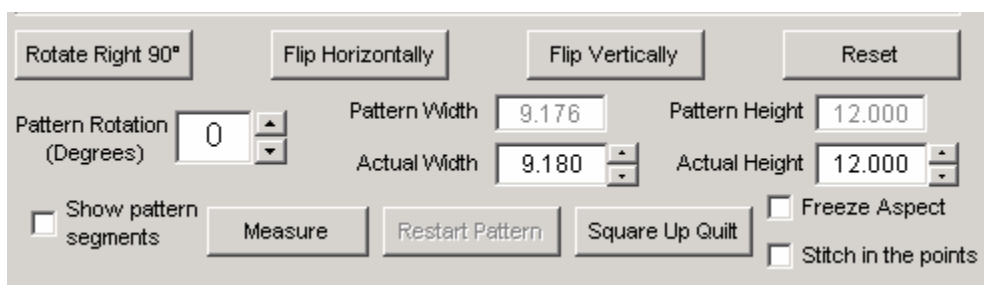 Rotate Right 90° Flip Horizontally Flip Vertically Reset
Pattern Width 9.176 Pattern Height 12.000
Pattern Rotation
(Degrees) 0
Actual Width 9.180 Actual Height 12.000
Show pattern
segments
Measure Restart Pattern Square Up Quilt
Freeze Aspect
Stitch in the points